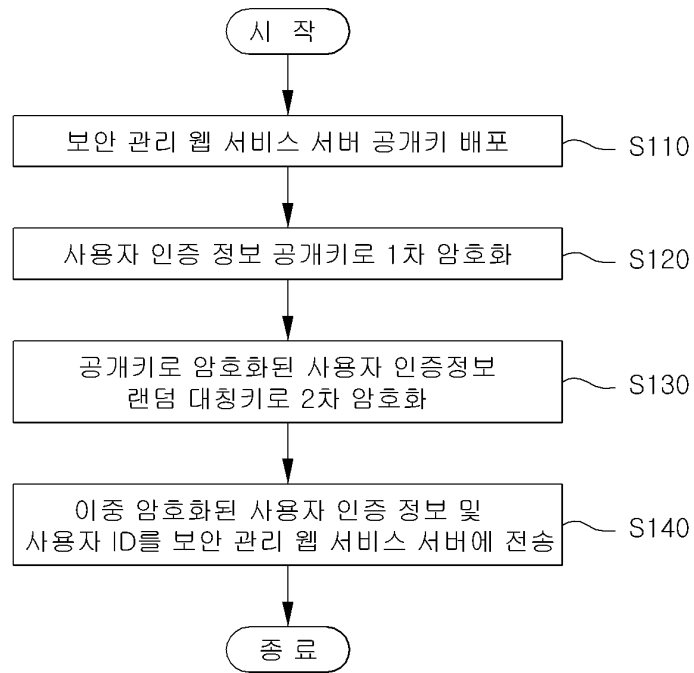 시 작
보안 관리 웹 서비스 서버 공개키 배포
S110
사용자 인증 정보 공개키로 1차 암호화
S120
공개키로 암호화된 사용자 인증정보
랜덤 대칭키로 2차 암호화
S130
이중 암호화된 사용자 인증 정보 및
사용자 ID를 보안 관리 웹 서비스 서버에 전송
S140
종 료